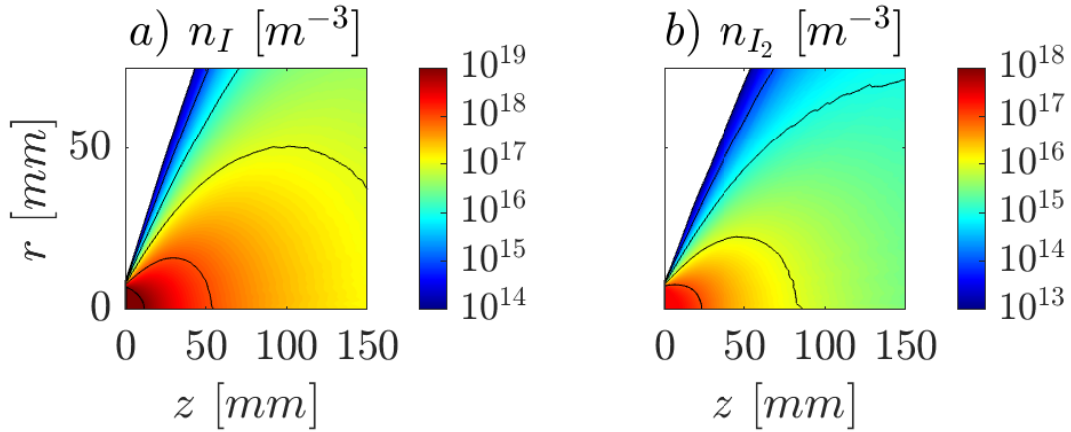 a) n_I [m^{-3}]
10^{19}
10^{18}
10^{17}
10^{16}
10^{15}
10^{14}
r [mm]
50
0
0 50 100 150
z [mm]
b) n_{I_2} [m^{-3}]
10^{18}
10^{17}
10^{16}
10^{15}
10^{14}
10^{13}
0 50 100 150
z [mm]